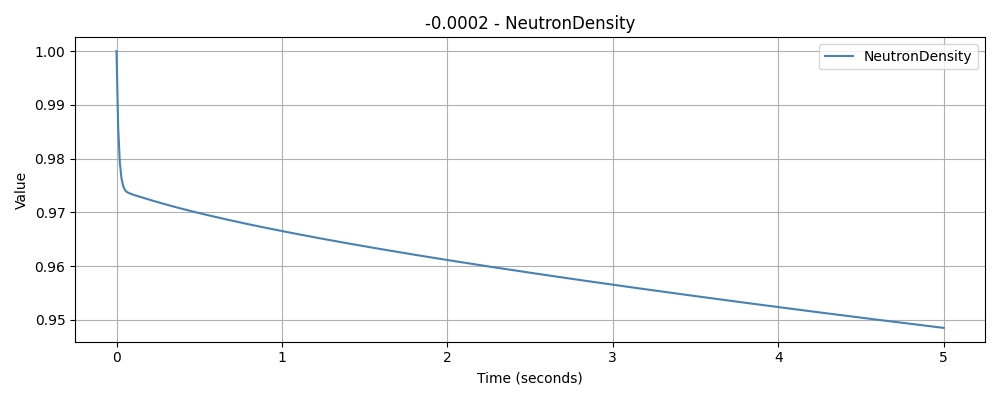 -0.0002 - NeutronDensity
NeutronDensity
Value
1.00
0.99
0.98
0.97
0.96
0.95
0 1 2 3 4 5
Time (seconds)